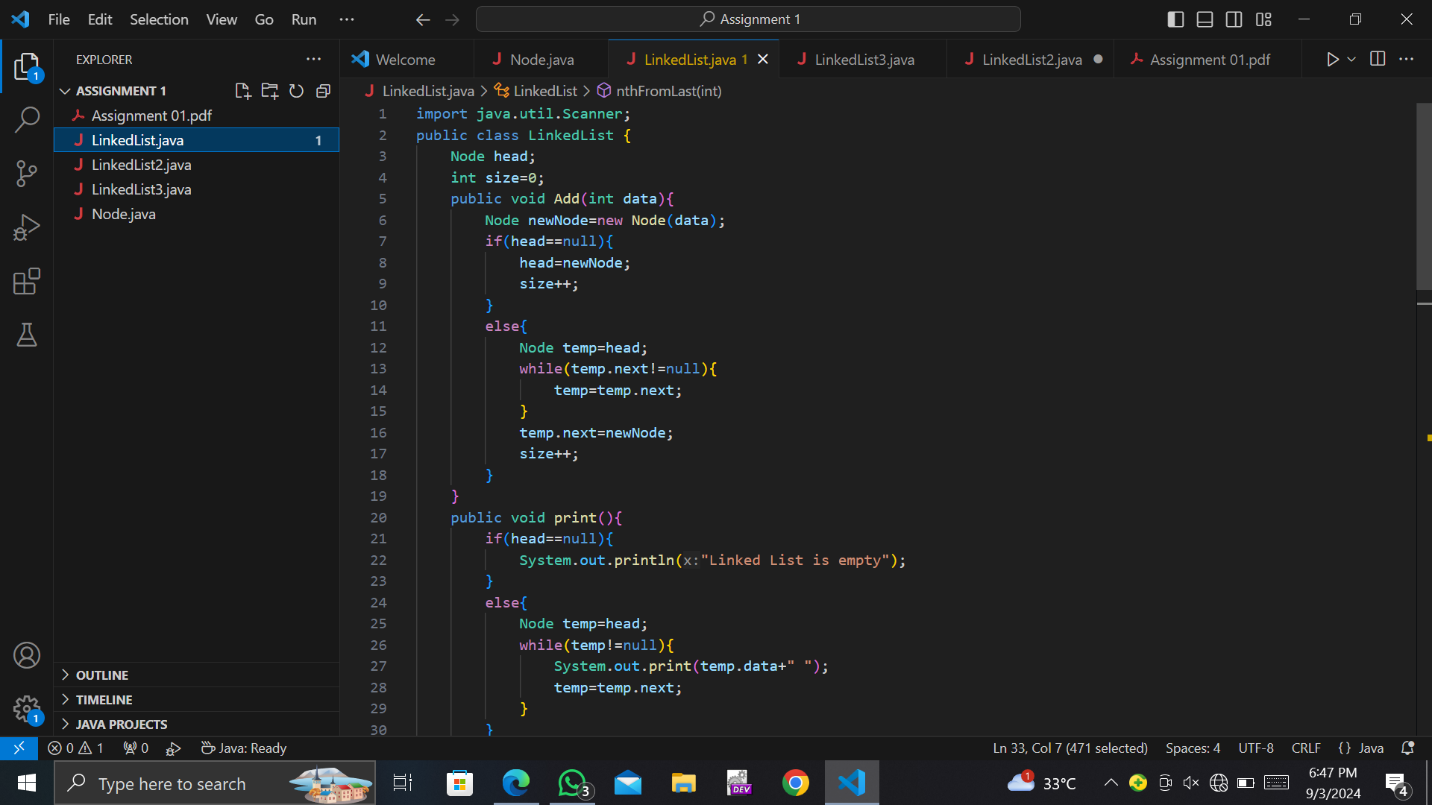 File Edit Selection View Go Run ···
Assignment 1
EXPLORER
ASSIGNMENT 1
Assignment 01.pdf
LinkedList.java 1
LinkedList2.java
LinkedList3.java
Node.java
OUTLINE
TIMELINE
JAVA PROJECTS
1
1
Welcome Node.java LinkedList.java 1 LinkedList3.java LinkedList2.java Assignment 01.pdf
LinkedList.java > LinkedList > nthFromLast(int)
1 import java.util.Scanner;
2 public class LinkedList {
3 Node head;
4 int size=0;
5 public void Add(int data){
6 Node newNode=new Node(data);
7 if(head==null){
8 head=newNode;
9 size++;
10 }
11 else{
12 Node temp=head;
13 while(temp.next!=null){
14 temp=temp.next;
15 }
16 temp.next=newNode;
17 size++;
18 }
19 }
20 public void print(){
21 if(head==null){
22 System.out.println(x:"Linked List is empty");
23 }
24 else{
25 Node temp=head;
26 while(temp!=null){
27 System.out.print(temp.data+" ");
28 temp=temp.next;
29 }
30 }
0 1 0 Java: Ready Ln 33, Col 7 (471 selected) Spaces: 4 UTF-8 CRLF {} Java
Type here to search
3
DEV
1
33°C
6:47 PM
9/3/2024
4